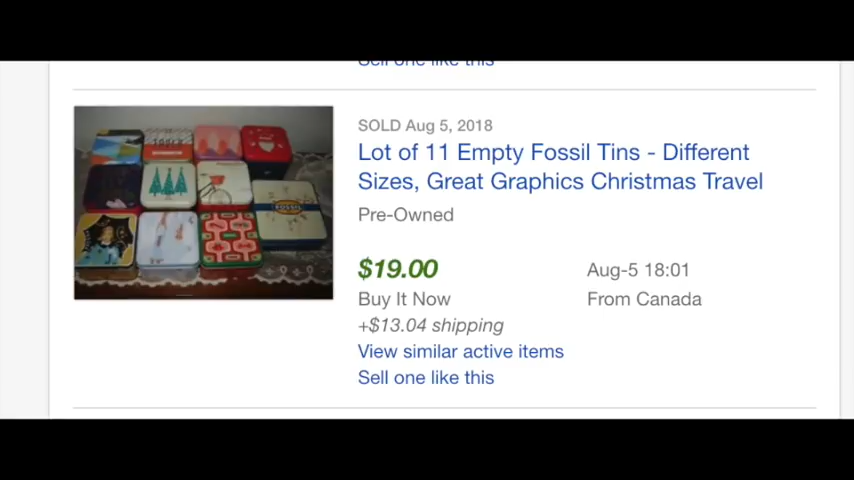 Sell one like this
SOLD Aug 5, 2018
Lot of 11 Empty Fossil Tins - Different
Sizes, Great Graphics Christmas Travel
Pre-Owned
$19.00
Aug-5 18:01
Buy It Now
From Canada
+$13.04 shipping
View similar active items
Sell one like this
FOSSIL